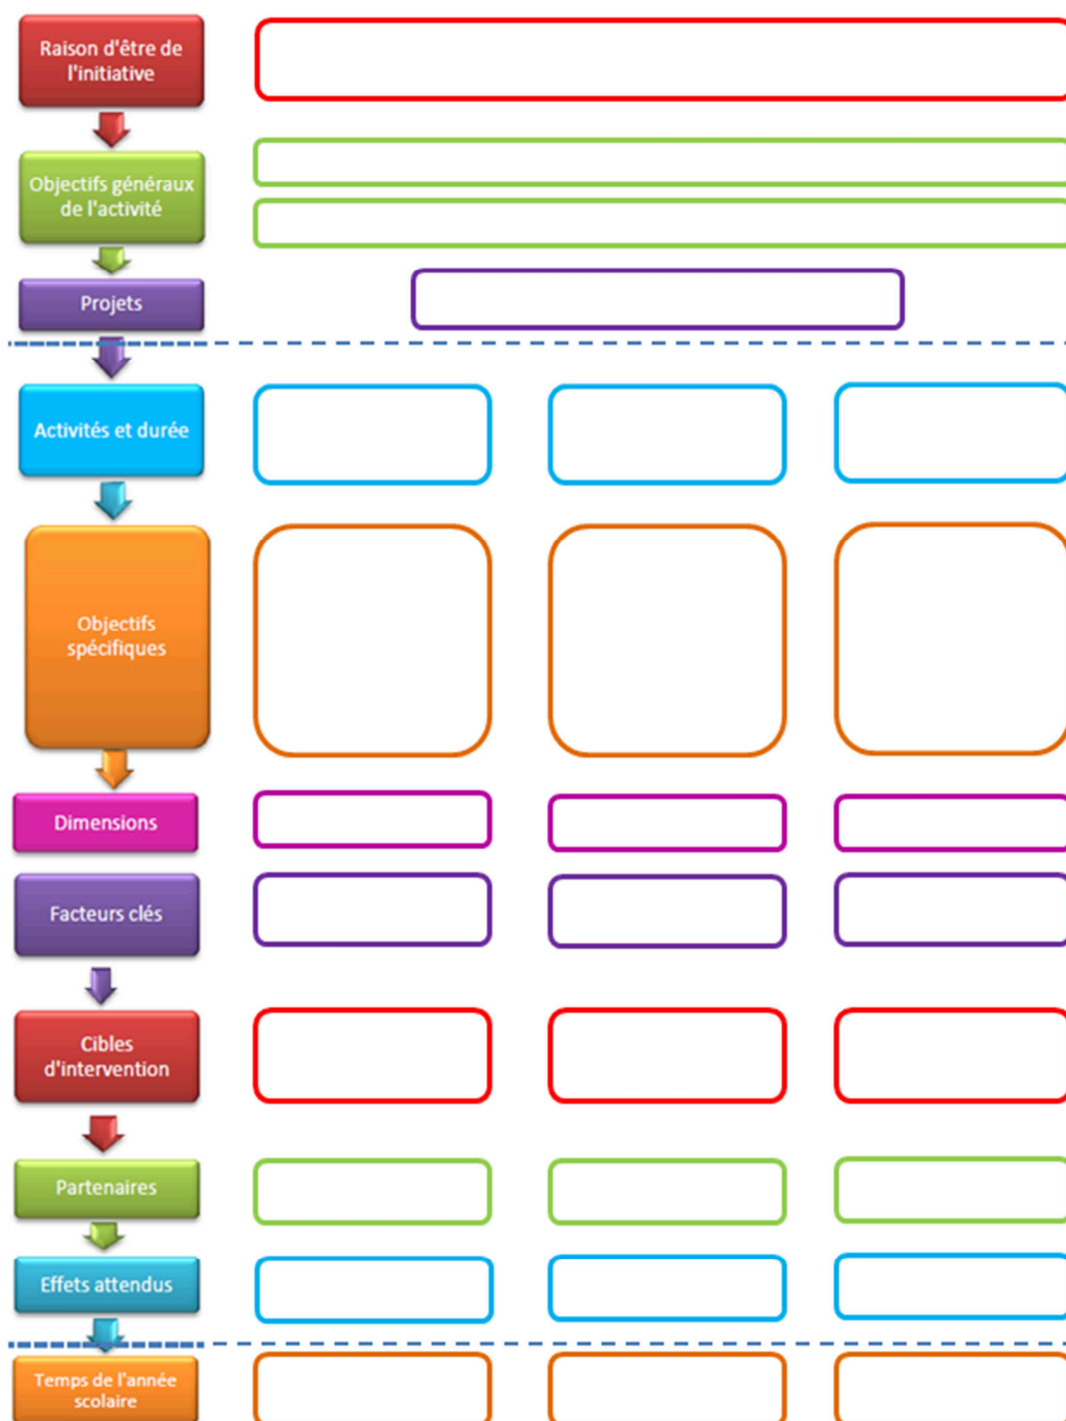 Raison d'être de
l'initiative
Objectifs généraux
de l'activité
Projets
Activités et durée
Objectifs
spécifiques
Dimensions
Facteurs clés
Cibles
d'intervention
Partenaires
Effets attendus
Temps de l'année
scolaire